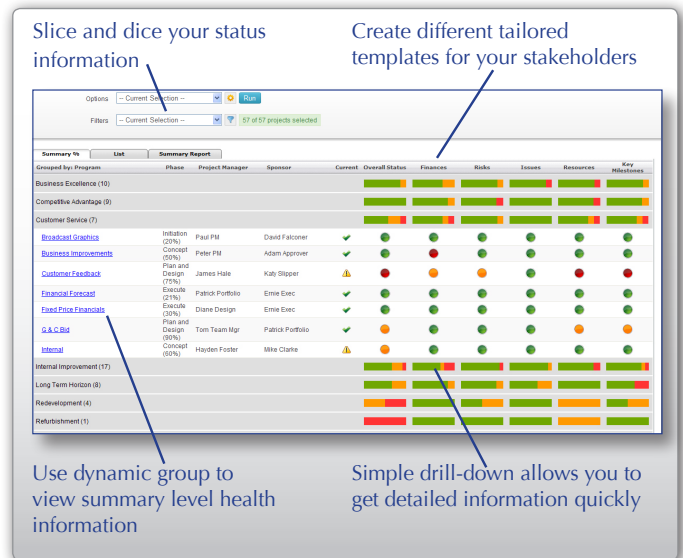 Slice and dice your status
information
Create different tailored
templates for your stakeholders
Options -- Current Selection -- Run
Filters -- Current Selection -- 57 of 57 projects selected
Summary % List Summary Report
Grouped by: Program Phase Project Manager Sponsor Current Overall Status Finances Risks Issues Resources Key
Milestones
Business Excellence (10)
Competitive Advantage (9)
Customer Service (7)
Broadcast Graphics Initiation
(20%) Paul PM David Falconer
Business Improvements Concept
(50%) Peter PM Adam Approver
Customer Feedback Plan and
Design
(75%) James Hale Katy Slipper
Financial Forecast Execute
(21%) Patrick Portfolio Ernie Exec
Fixed Price Financials Execute
(30%) Diane Design Ernie Exec
G & C Bid Plan and
Design
(90%) Tom Team Mgr Patrick Portfolio
Internal Concept
(60%) Hayden Foster Mike Clarke
Internal Improvement (17)
Long Term Horizon (8)
Redevelopment (4)
Refurbishment (1)
Use dynamic group to
view summary level health
information
Simple drill-down allows you to
get detailed information quickly